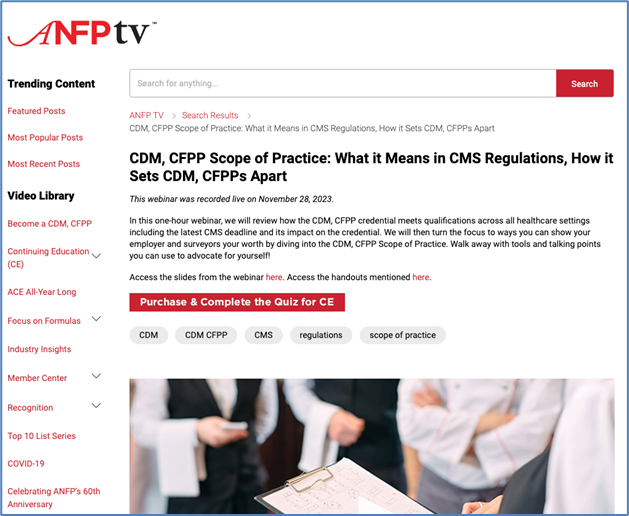 ANFPtv™
Trending Content
Featured Posts
Most Popular Posts
Most Recent Posts
Video Library
Become a CDM, CFPP
Continuing Education
(CE)
ACE All-Year Long
Focus on Formulas
Industry Insights
Member Center
Recognition
Top 10 List Series
COVID-19
Celebrating ANFP's 60th
Anniversary
Search for anything...
Search
ANFP TV > Search Results >
CDM, CFPP Scope of Practice: What it Means in CMS Regulations, How it Sets CDM, CFPPs Apart
CDM, CFPP Scope of Practice: What it Means in CMS Regulations, How it
Sets CDM, CFPPs Apart
This webinar was recorded live on November 28, 2023.
In this one-hour webinar, we will review how the CDM, CFPP credential meets qualifications across all healthcare settings
including the latest CMS deadline and its impact on the credential. We will then turn the focus to ways you can show your
employer and surveyors your worth by diving into the CDM, CFPP Scope of Practice. Walk away with tools and talking points
you can use to advocate for yourself!
Access the slides from the webinar here. Access the handouts mentioned here.
Purchase & Complete the Quiz for CE
CDM
CDM CFPP
CMS
regulations
scope of practice